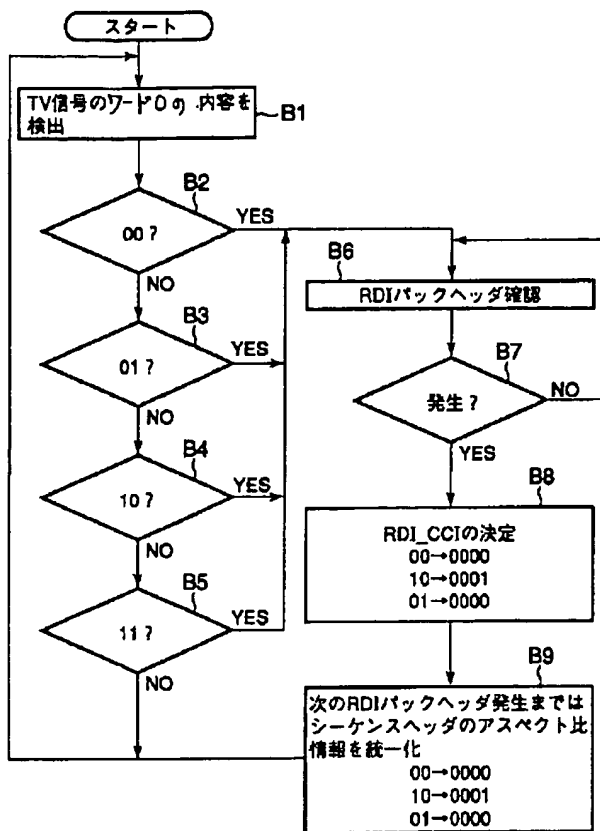 スタート
TV信号のワード0の 内容を
検出
B1
B2
00?
YES
NO
B3
01?
YES
NO
B4
10?
YES
NO
B5
11?
YES
NO
B6
RDIパックヘッダ確認
B7
発生?
NO
YES
B8
RDI_CCIの決定
00→0000
10→0001
01→0000
B9
次のRDIパックヘッダ発生までは
シーケンスヘッダのアスペクト比
情報を統一化
00→0000
10→0001
01→0000